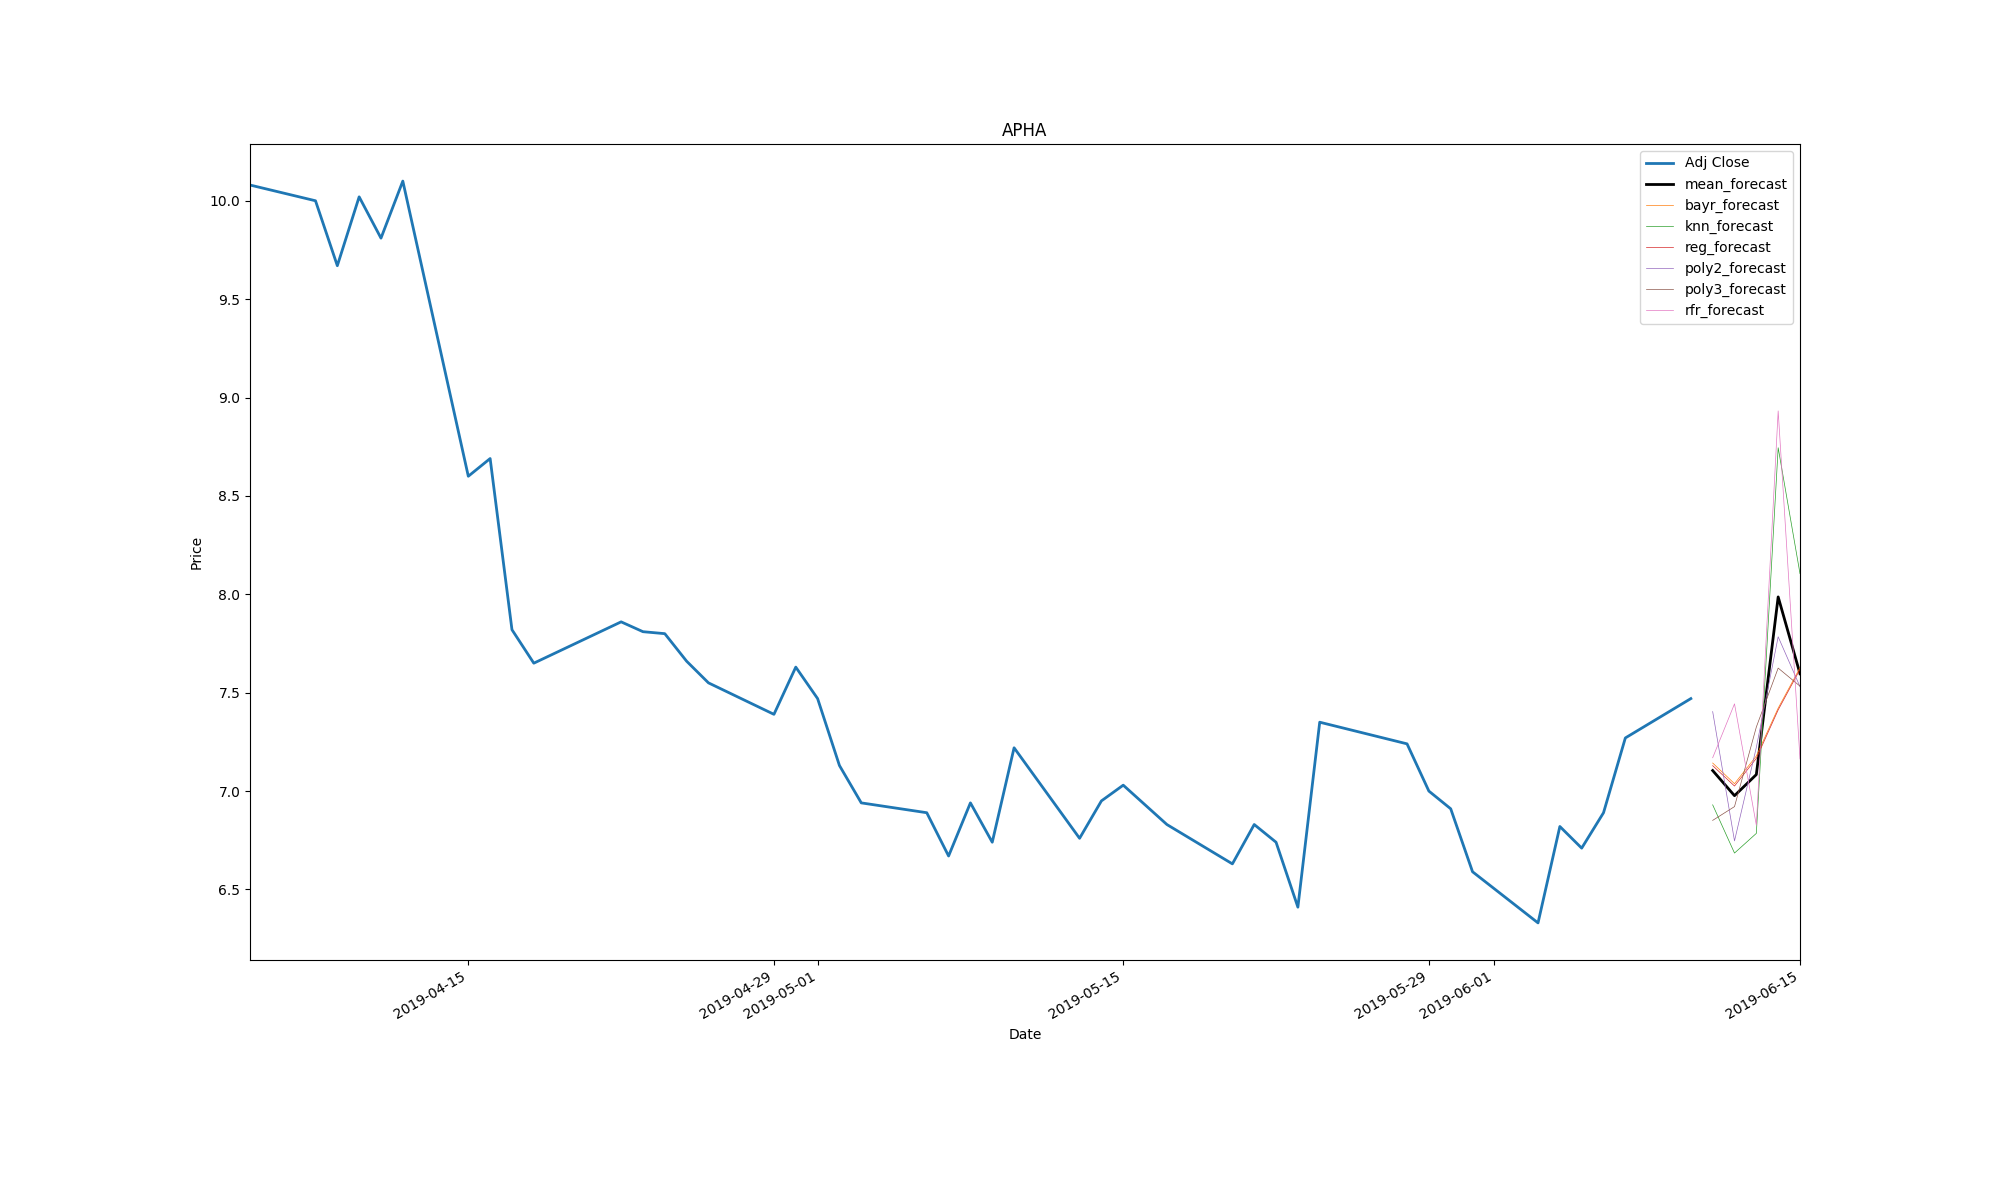 APHA
Adj Close
mean_forecast
bayr_forecast
knn_forecast
reg_forecast
poly2_forecast
poly3_forecast
rfr_forecast
10.0
9.5
9.0
8.5
8.0
7.5
7.0
6.5
Price
2019-04-15
2019-04-29
2019-05-01
2019-05-15
2019-05-29
2019-06-01
2019-06-15
Date